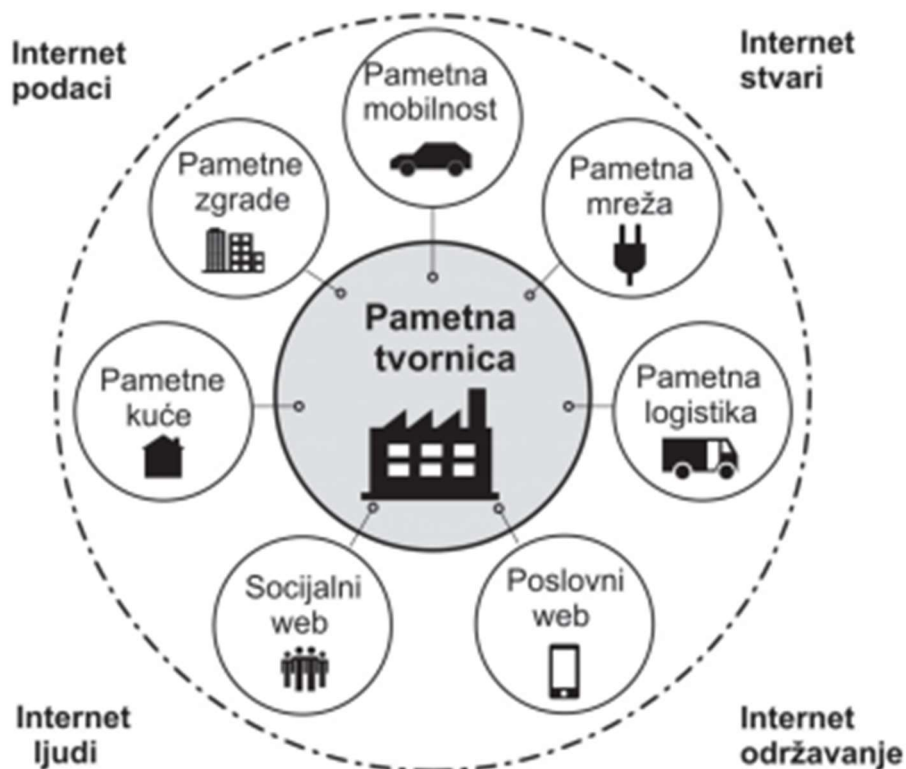 Internet
podaci
Internet
stvari
Pametna
mobilnost
Pametne
zgrade
Pametna
mreža
Pametna
tvornica
Pametne
kuće
Pametna
logistika
Socijalni
web
Poslovni
web
Internet
ljudi
Internet
održavanje